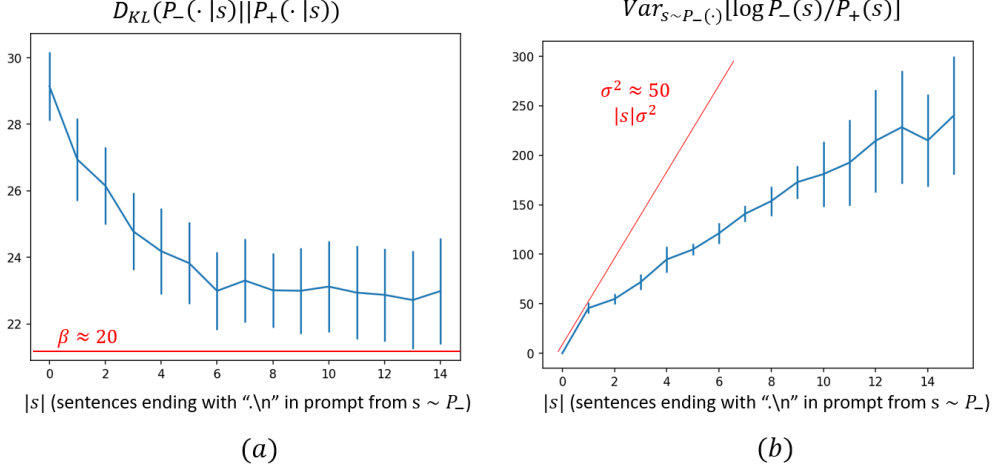 D_{KL}(P_−(· |s)||P_+(· |s))
30
28
26
24
22
β ≈ 20
0 2 4 6 8 10 12 14
|s| (sentences ending with “.\n” in prompt from s ~ P_−)
(a)
Var_{s~P_−(·)}[log P_−(s)/P_+(s)]
300
250
200
150
100
50
0
σ² ≈ 50
|s|σ²
0 2 4 6 8 10 12 14
|s| (sentences ending with “.\n” in prompt from s ~ P_−)
(b)